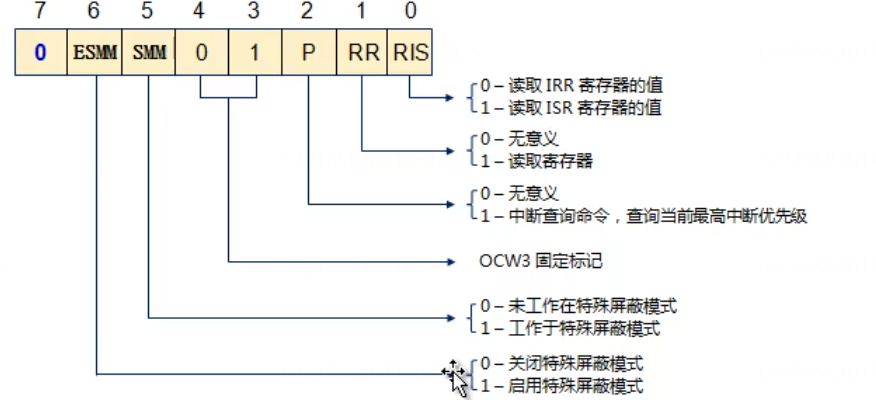 7 6 5 4 3 2 1 0
0 ESMM SMM 0 1 P RR RIS
0 – 读取 IRR 寄存器的值
1 – 读取 ISR 寄存器的值
0 – 无意义
1 – 读取寄存器
0 – 无意义
1 – 中断查询命令，查询当前最高中断优先级
OCW3 固定标记
0 – 未工作在特殊屏蔽模式
1 – 工作于特殊屏蔽模式
0 – 关闭特殊屏蔽模式
1 – 启用特殊屏蔽模式